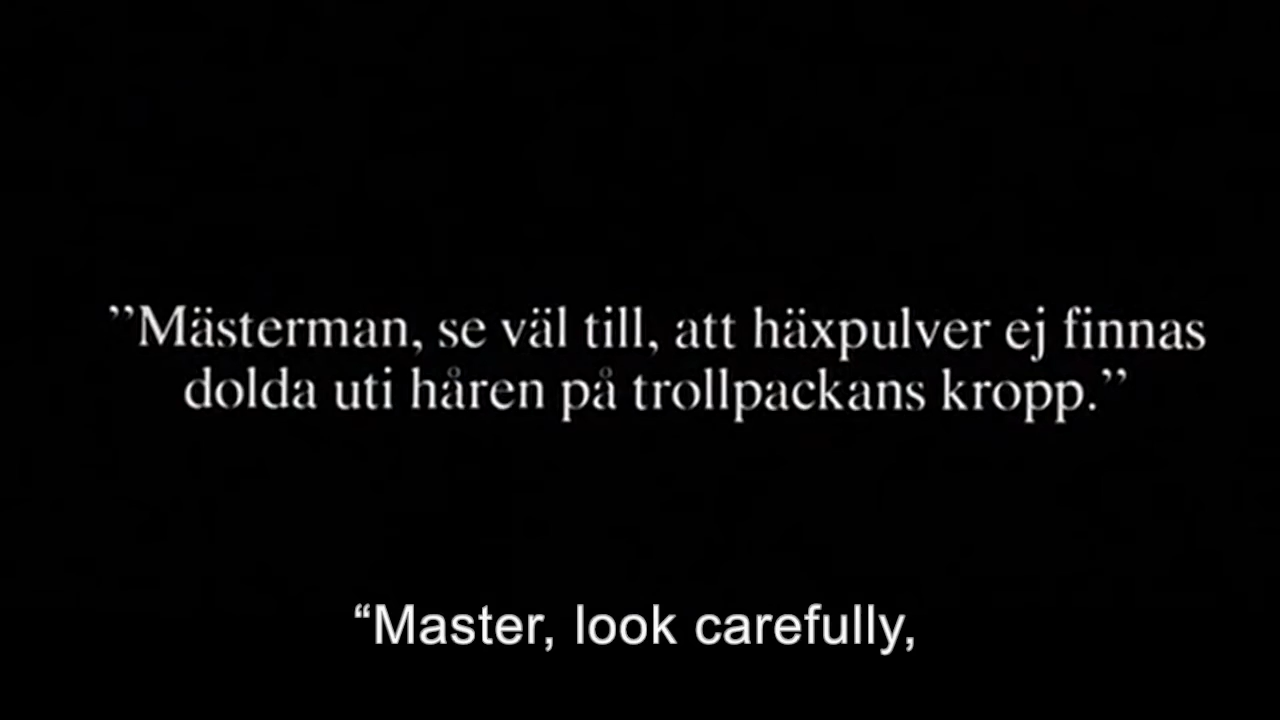 ”Mästerman, se väl till, att häxpulver ej finnas
dolda uti håren på trollpackans kropp.”
“Master, look carefully,